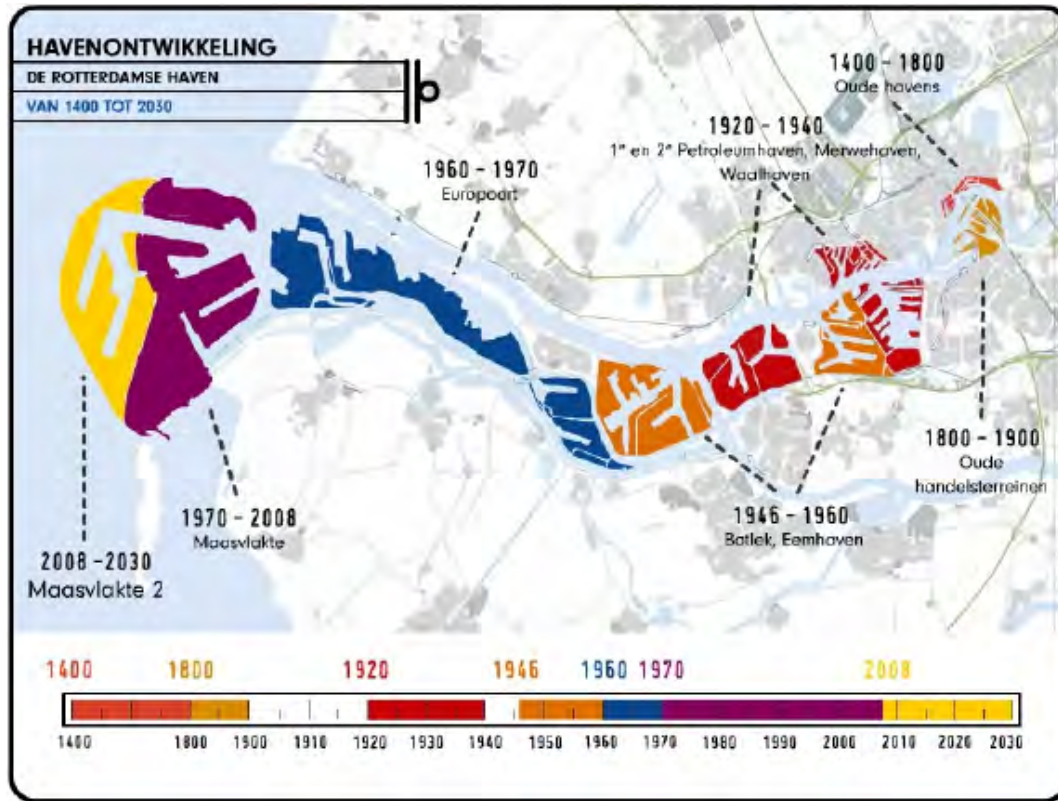 HAVENONTWIKKELING
DE ROTTERDAMSE HAVEN
VAN 1400 TOT 2030
1400 – 1800
Oude havens
1920 – 1940
1e en 2e Petroleumhaven, Merwehaven,
Waalhaven
1960 – 1970
Europoort
1800 – 1900
Oude
handelsterreinen
1946 – 1960
Botlek, Eemhaven
1970 – 2008
Maasvlakte
2008 –2030
Maasvlakte 2
1400 1800 1920 1946 1960 1970 2008
1400 1800 1900 1910 1920 1930 1940 1950 1960 1970 1980 1990 2000 2010 2020 2030